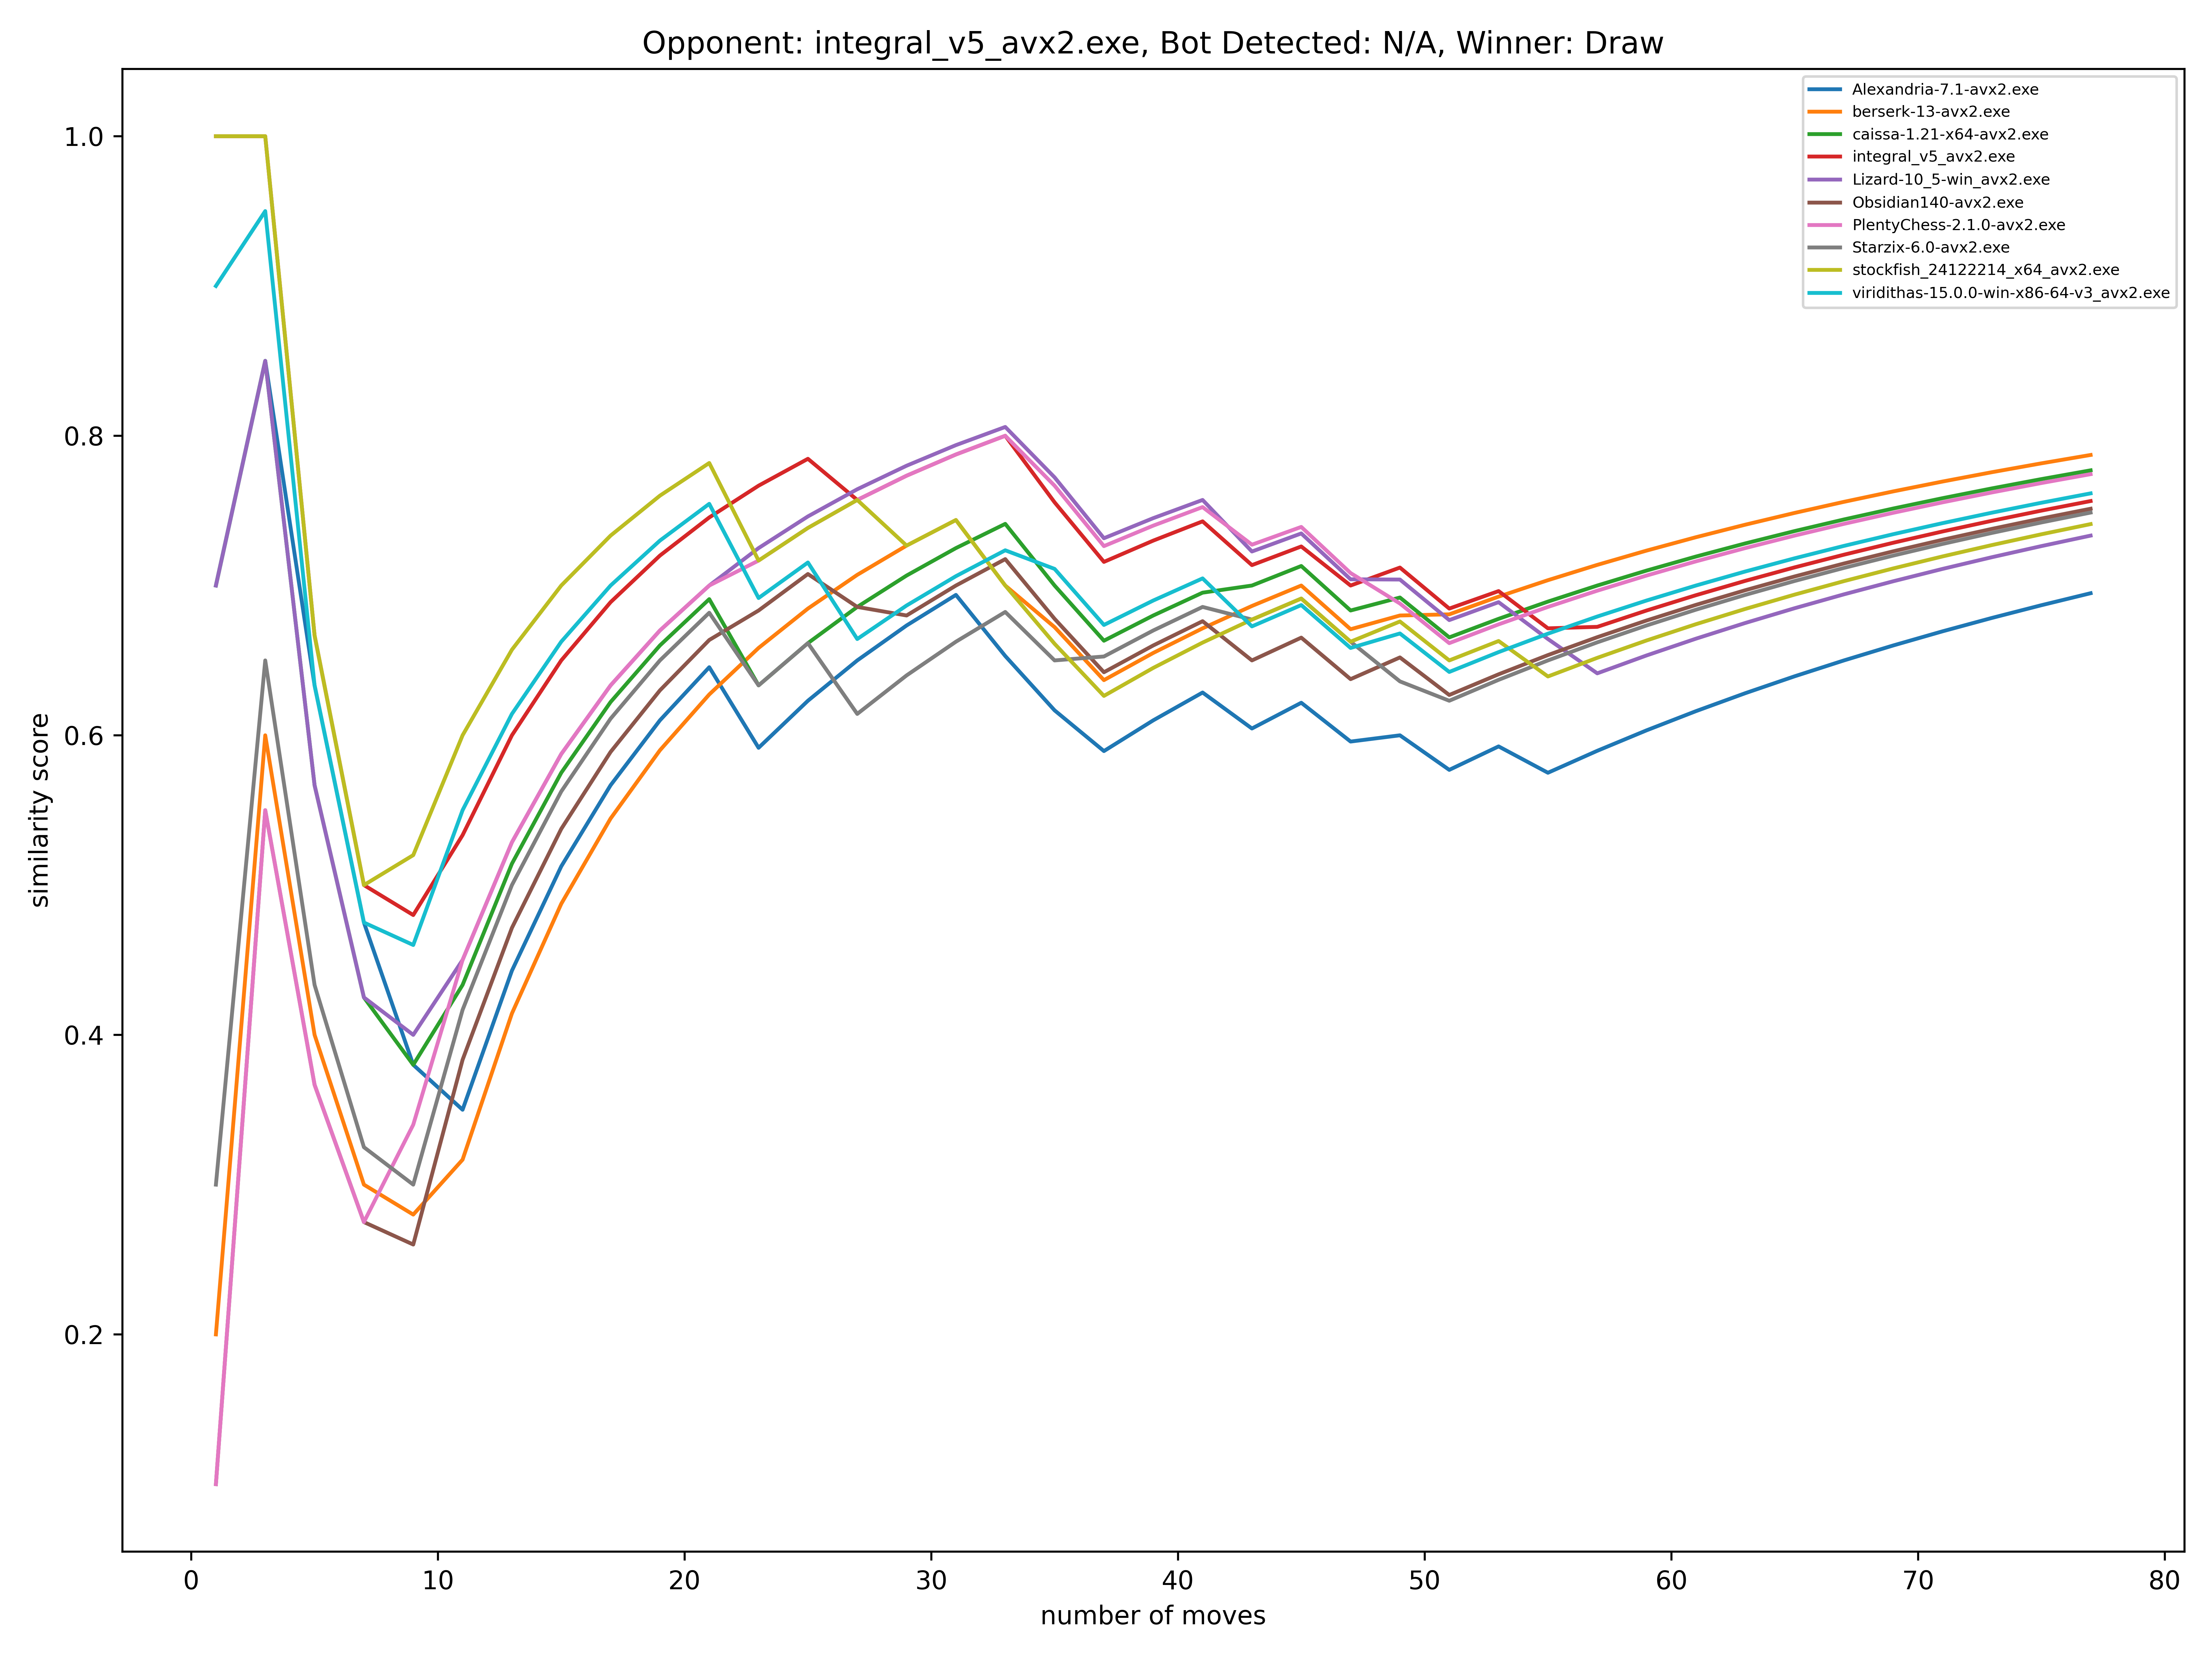 Opponent: integral_v5_avx2.exe, Bot Detected: N/A, Winner: Draw
Alexandria-7.1-avx2.exe
berserk-13-avx2.exe
caissa-1.21-x64-avx2.exe
integral_v5_avx2.exe
Lizard-10_5-win_avx2.exe
Obsidian140-avx2.exe
PlentyChess-2.1.0-avx2.exe
Starzix-6.0-avx2.exe
stockfish_24122214_x64_avx2.exe
viridithas-15.0.0-win-x86-64-v3_avx2.exe
1.0
0.8
0.6
0.4
0.2
similarity score
0 10 20 30 40 50 60 70 80
number of moves